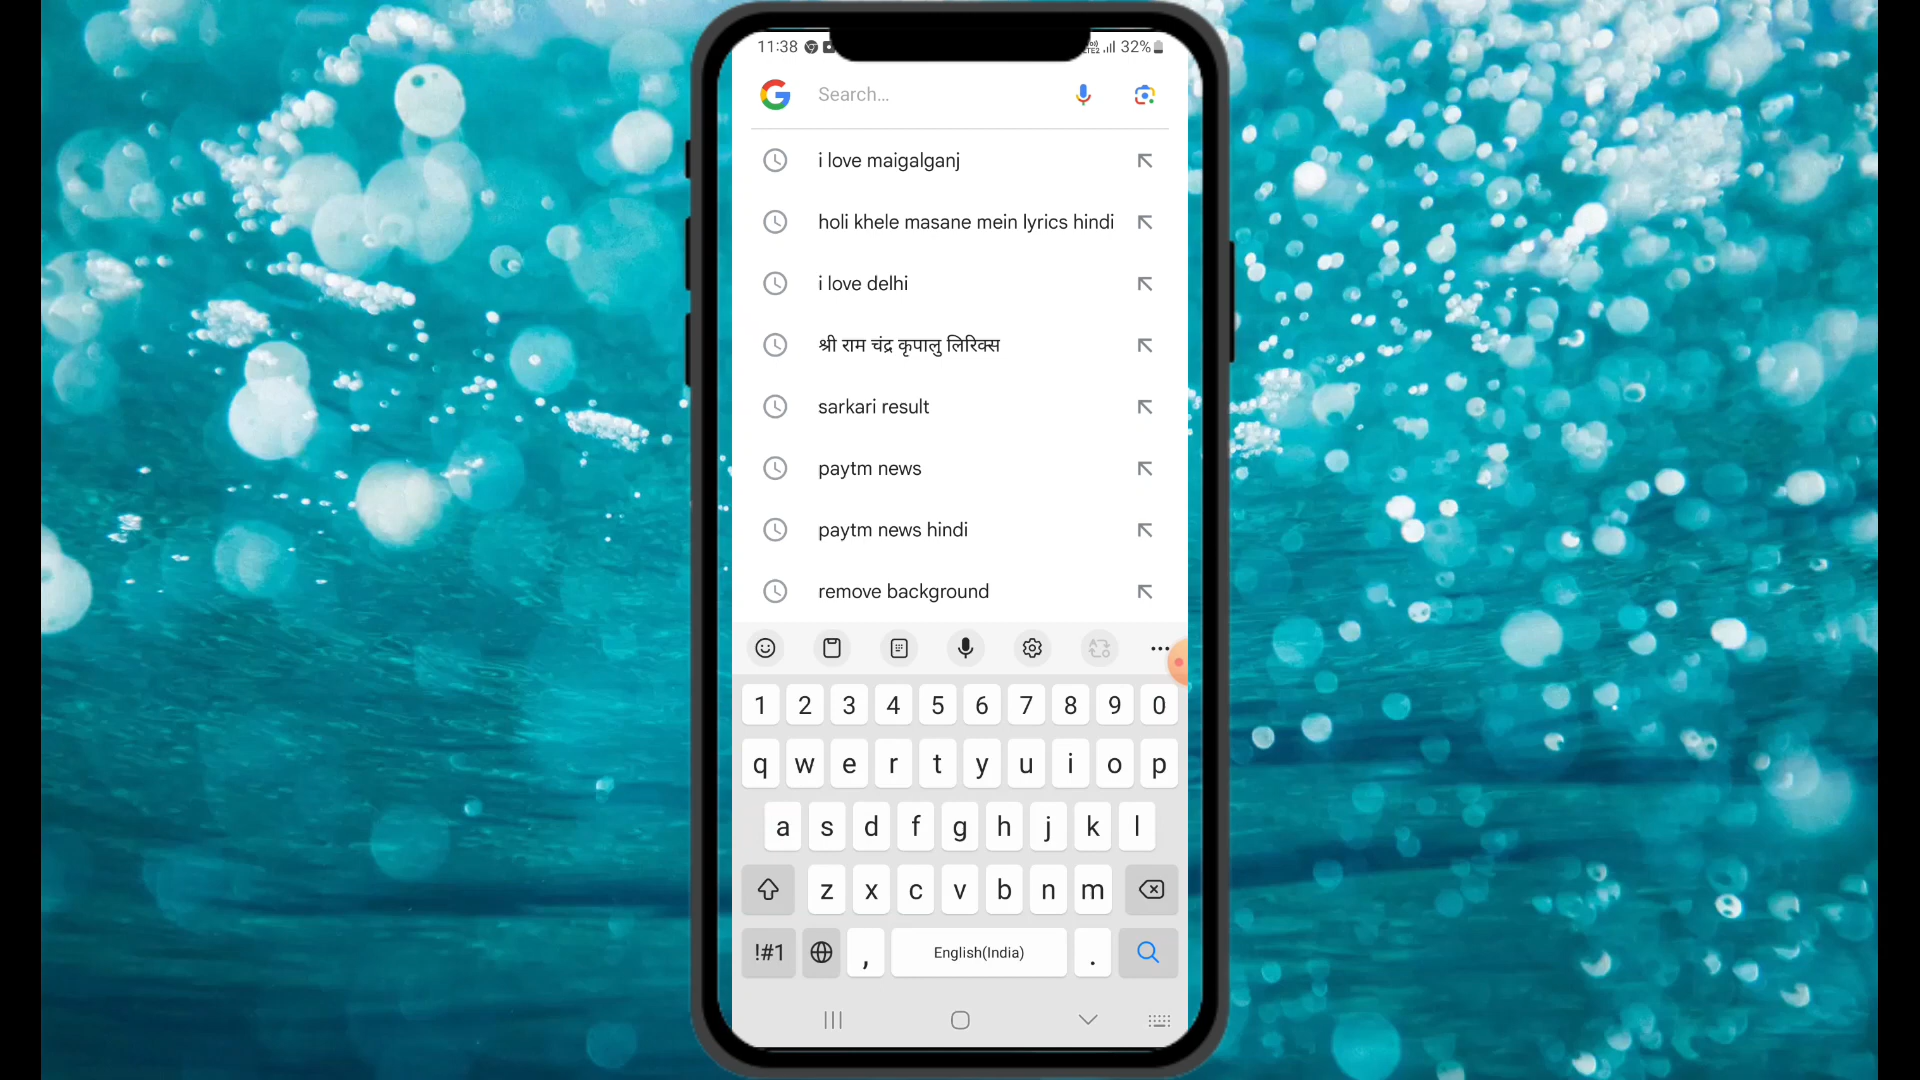 11:38 32%
Search...
i love maigalganj
holi khele masane mein lyrics hindi
i love delhi
श्री राम चंद्र कृपालु लिरिक्स
sarkari result
paytm news
paytm news hindi
remove background
1 2 3 4 5 6 7 8 9 0
q w e r t y u i o p
a s d f g h j k l
z x c v b n m
!#1 , English(India) .